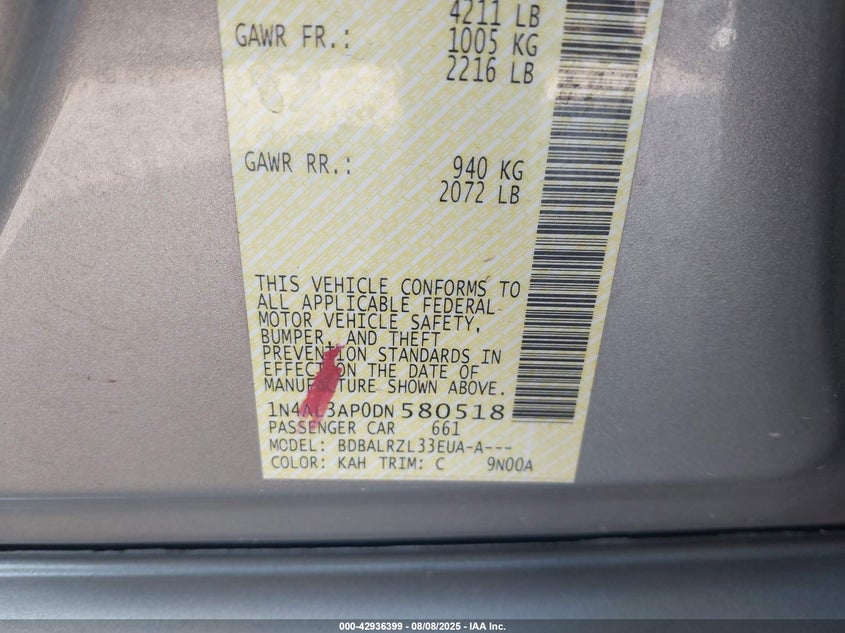 4211 LB
GAWR FR.: 1005 KG
2216 LB
GAWR RR.: 940 KG
2072 LB
THIS VEHICLE CONFORMS TO
ALL APPLICABLE FEDERAL
MOTOR VEHICLE SAFETY,
BUMPER, AND THEFT
PREVENTION STANDARDS IN
EFFECT ON THE DATE OF
MANUFACTURE SHOWN ABOVE.
1N4AL3AP0DN 580518
PASSENGER CAR 661
MODEL: BDBALRZL33EUA-A---
COLOR: KAH TRIM: C 9N00A
000-42936399 - 08/08/2025 - IAA Inc.